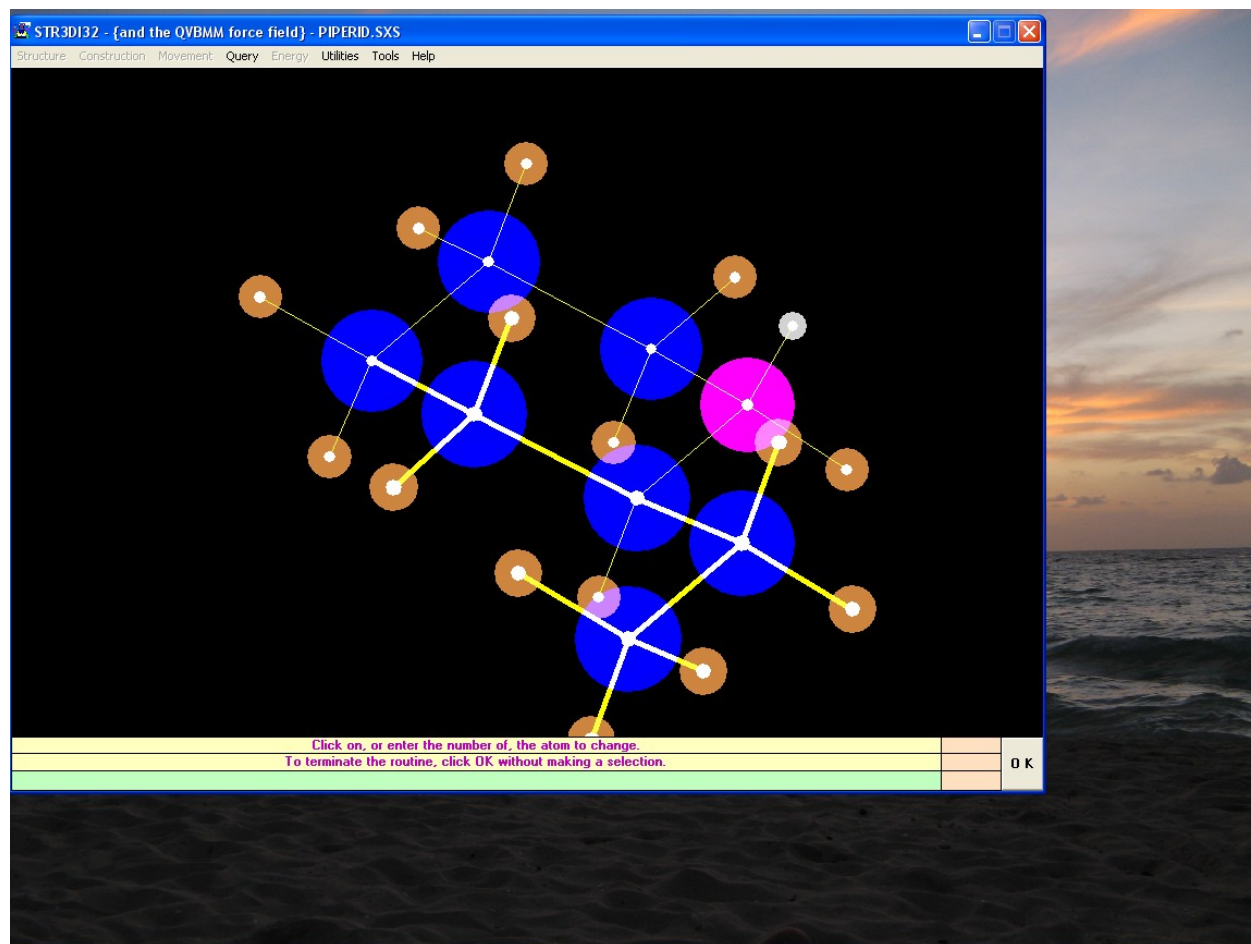 STR3DI32 - {and the QVBMM force field} - PIPERID.SXS
Structure Construction Movement Query Energy Utilities Tools Help
Click on, or enter the number of, the atom to change.
To terminate the routine, click OK without making a selection.
O K